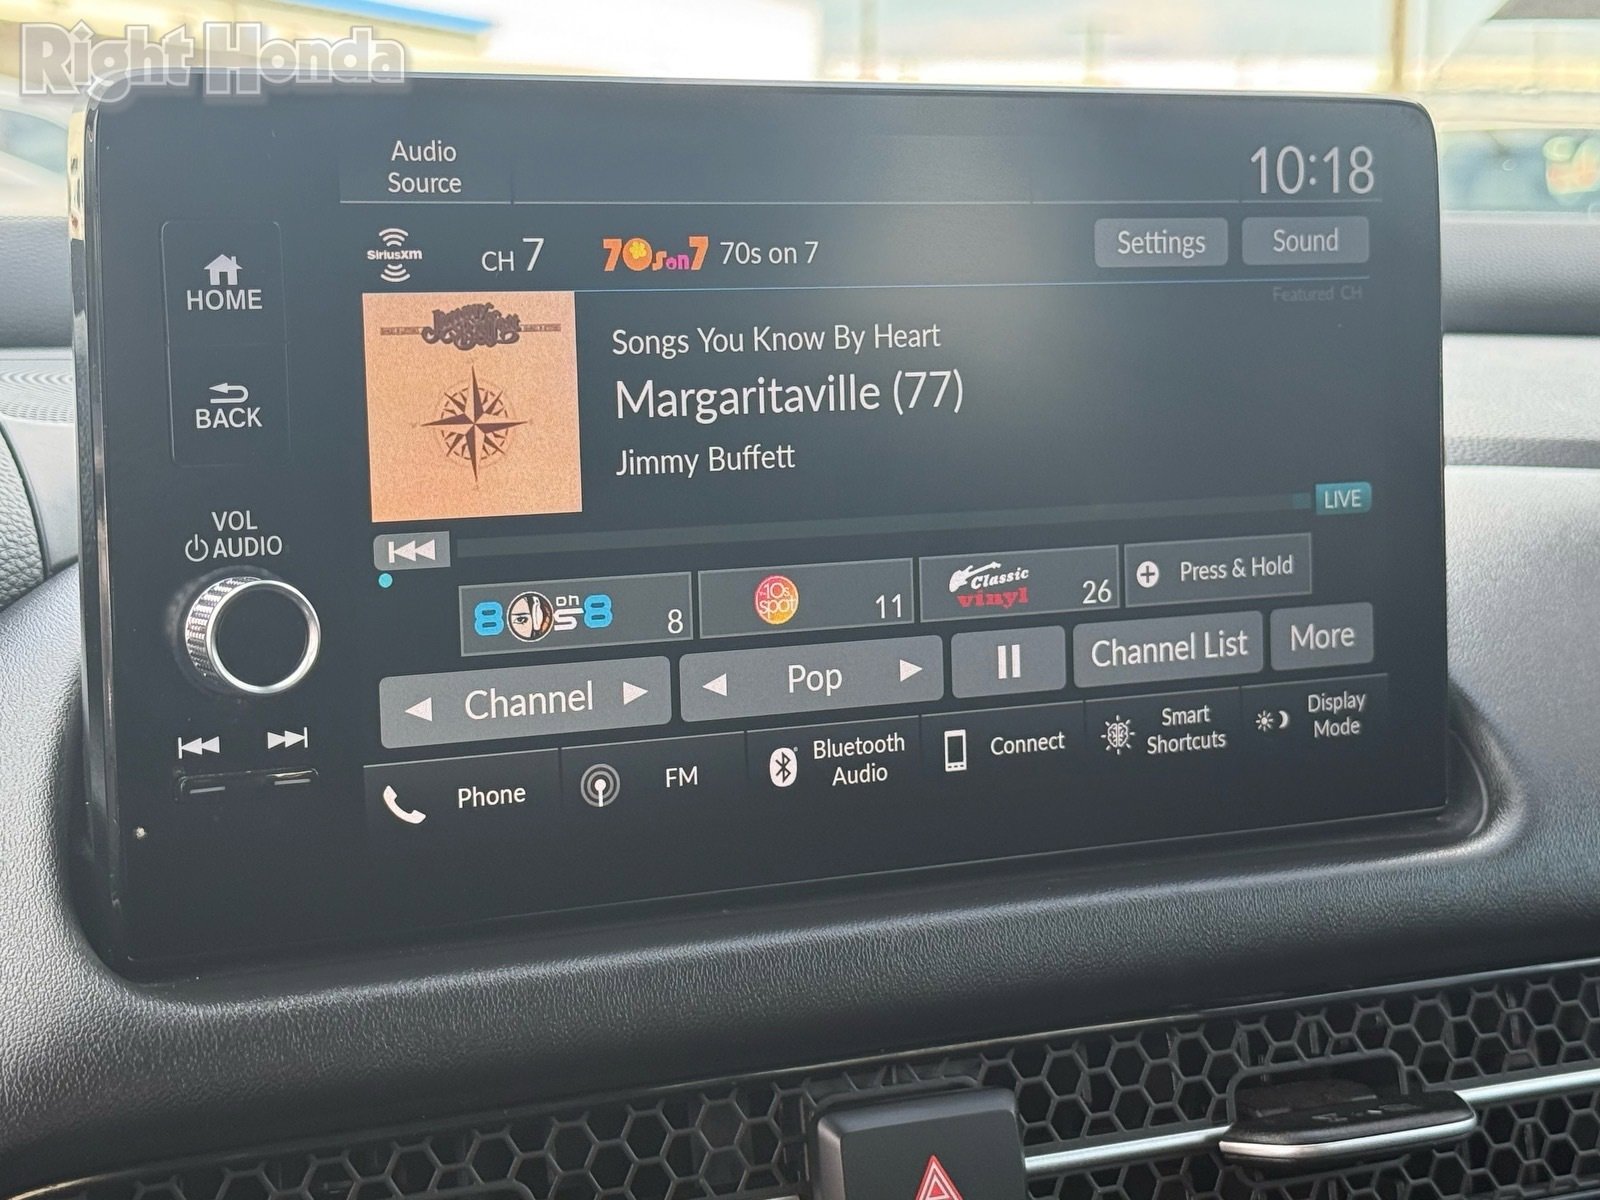 Right Honda
Audio
Source
10:18
SiriusXM
CH 7
70s on 7
70s on 7
Settings
Sound
Featured CH
HOME
BACK
Songs You Know By Heart
Margaritaville (77)
Jimmy Buffett
LIVE
VOL
AUDIO
80s on 8
8
10s
spot
11
Classic
vinyl
26
Press & Hold
Channel
Pop
Channel List
More
Phone
FM
Bluetooth
Audio
Connect
Smart
Shortcuts
Display
Mode